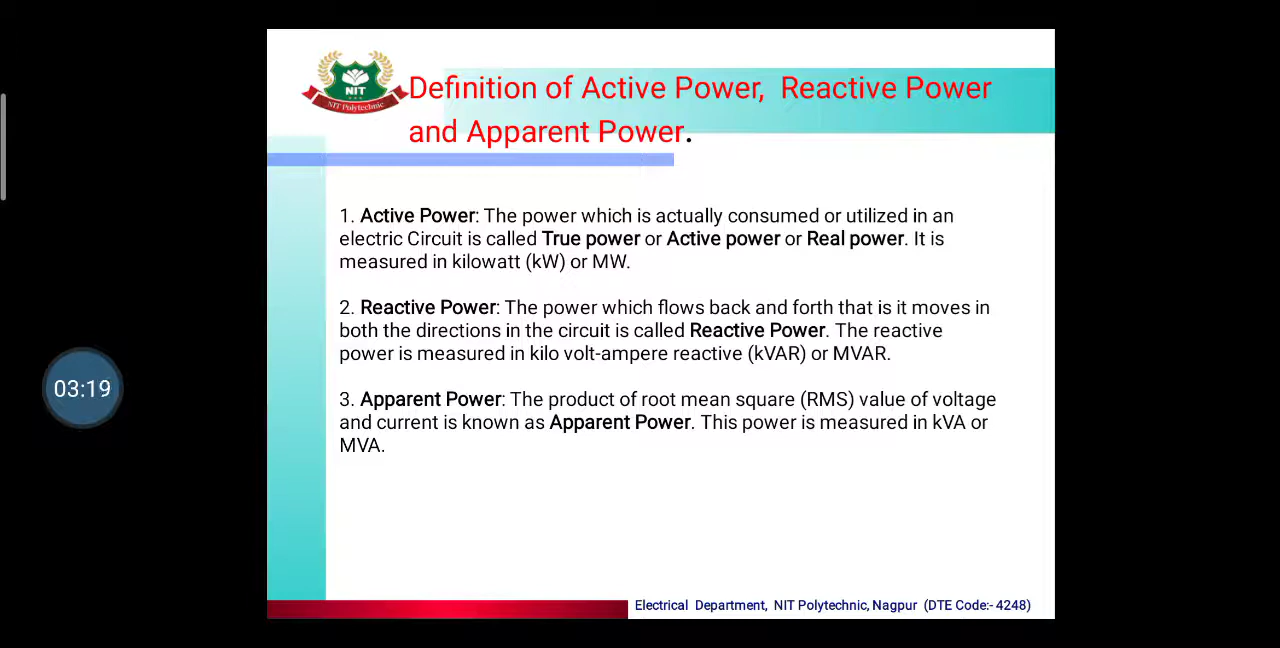 NIT
NIT Polytechnic
Definition of Active Power, Reactive Power
and Apparent Power.
1. Active Power: The power which is actually consumed or utilized in an
electric Circuit is called True power or Active power or Real power. It is
measured in kilowatt (kW) or MW.
2. Reactive Power: The power which flows back and forth that is it moves in
both the directions in the circuit is called Reactive Power. The reactive
power is measured in kilo volt-ampere reactive (kVAR) or MVAR.
03:19
3. Apparent Power: The product of root mean square (RMS) value of voltage
and current is known as Apparent Power. This power is measured in kVA or
MVA.
Electrical Department, NIT Polytechnic, Nagpur (DTE Code:- 4248)